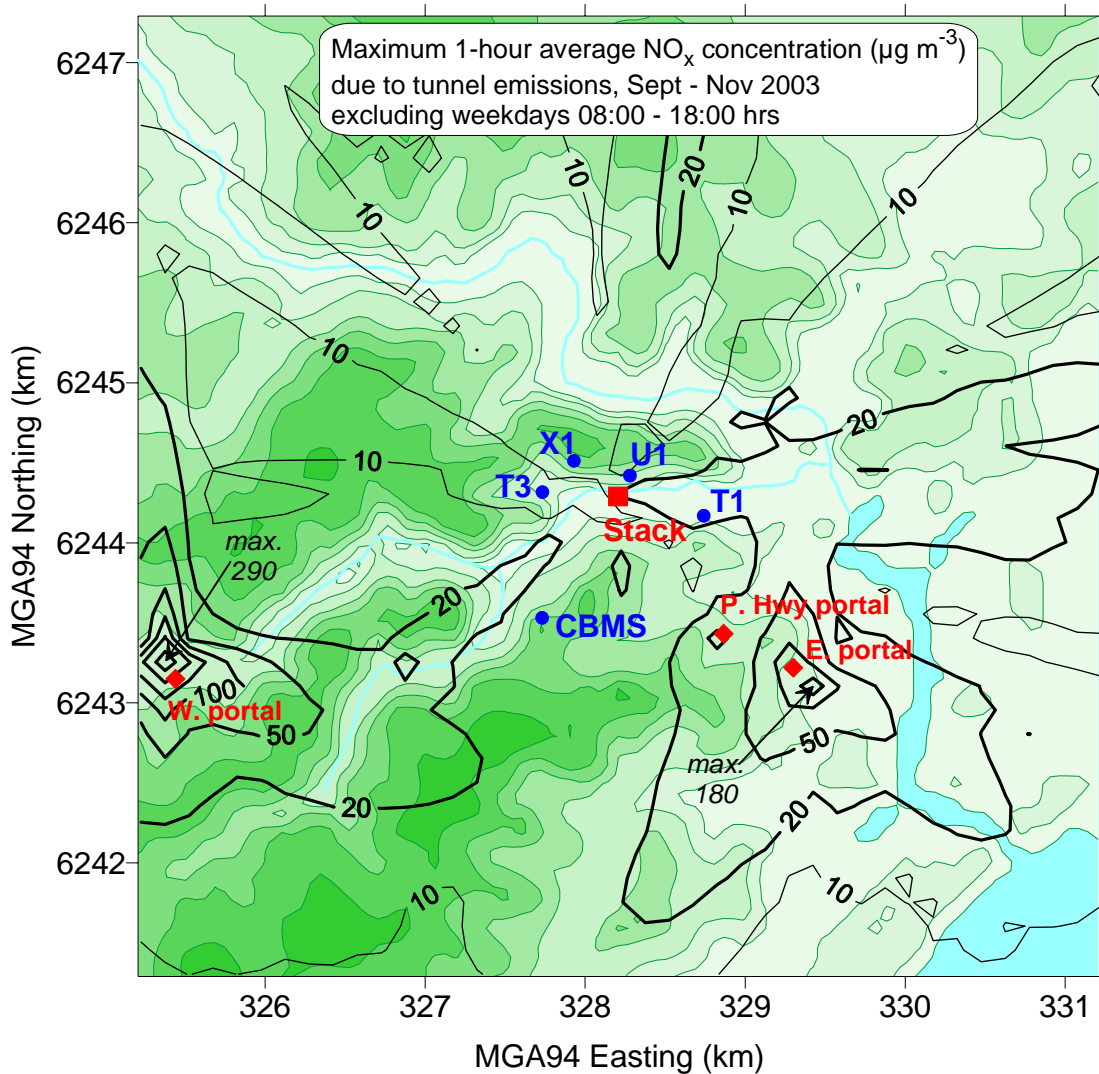 Maximum 1-hour average NOx concentration (µg m-3)
due to tunnel emissions, Sept - Nov 2003
excluding weekdays 08:00 - 18:00 hrs
6247
6246
6245
6244
6243
6242
MGA94 Northing (km)
10
20
10
10
10
10
20
10
X1
U1
T3
T1
Stack
max.
290
20
CBMS
P. Hwy portal
E. portal
100
W. portal
50
50
max.
180
20
20
10
10
326
327
328
329
330
331
MGA94 Easting (km)